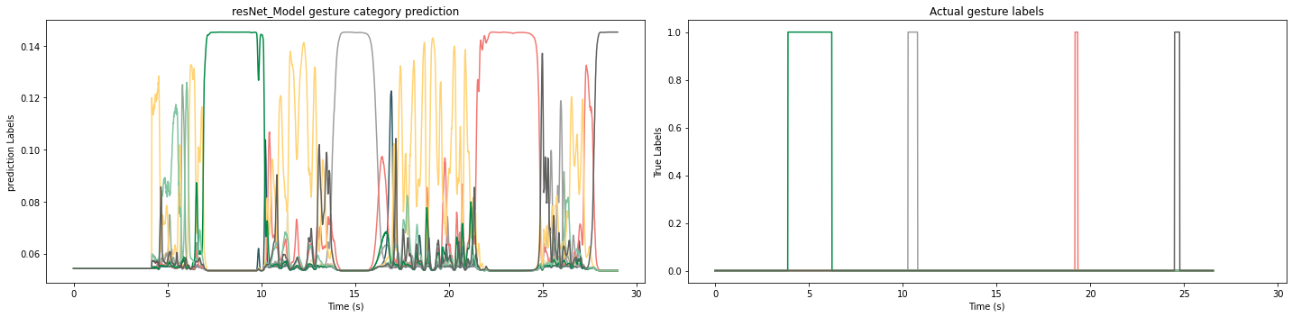 resNet_Model gesture category prediction
prediction Labels
0.14
0.12
0.10
0.08
0.06
0 5 10 15 20 25 30
Time (s)
Actual gesture labels
True Labels
1.0
0.8
0.6
0.4
0.2
0.0
0 5 10 15 20 25 30
Time (s)